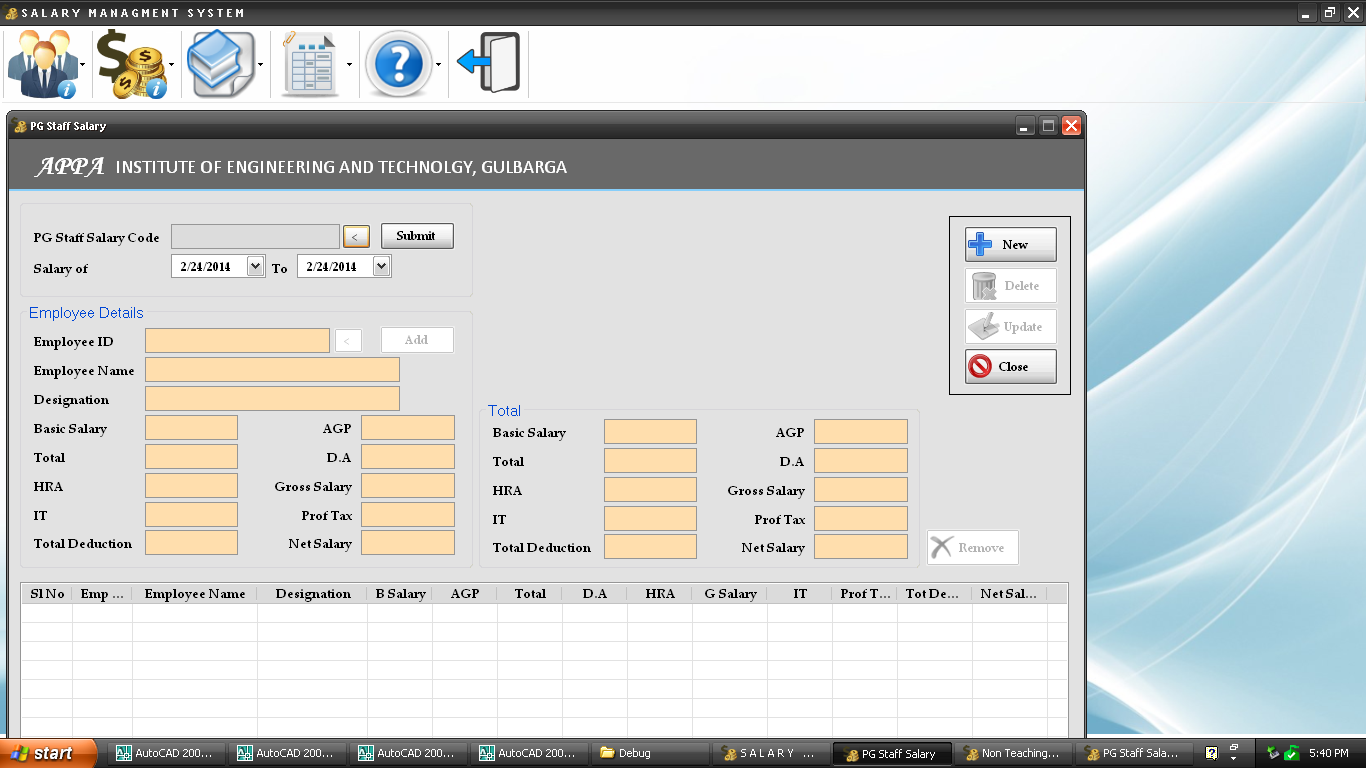 SALARY MANAGMENT SYSTEM
PG Staff Salary
APPA INSTITUTE OF ENGINEERING AND TECHNOLGY, GULBARGA
PG Staff Salary Code < Submit
Salary of 2/24/2014 To 2/24/2014
New
Delete
Update
Close
Employee Details
Employee ID < Add
Employee Name
Designation
Basic Salary AGP
Total D.A
HRA Gross Salary
IT Prof Tax
Total Deduction Net Salary
Total
Basic Salary AGP
Total D.A
HRA Gross Salary
IT Prof Tax
Total Deduction Net Salary
Remove
Sl No Emp ... Employee Name Designation B Salary AGP Total D.A HRA G Salary IT Prof T... Tot De... Net Sal...
start AutoCAD 200... AutoCAD 200... AutoCAD 200... AutoCAD 200... Debug S A L A R Y ... PG Staff Salary Non Teaching... PG Staff Sala... 5:40 PM